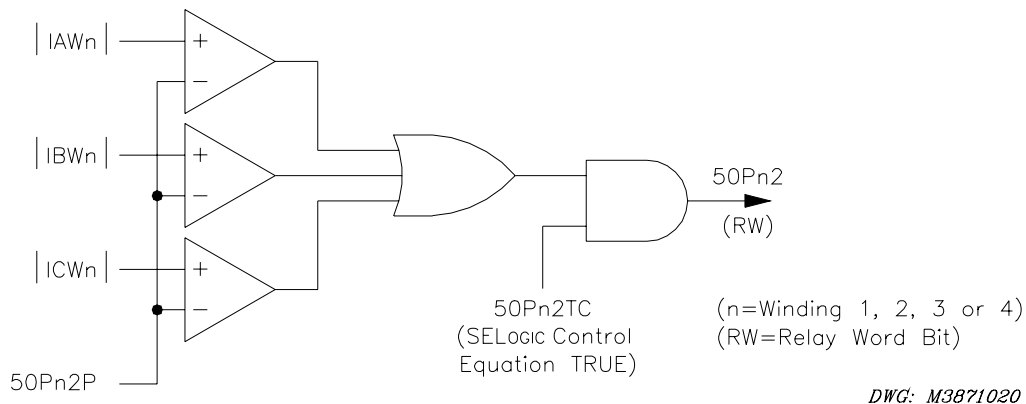 |IAWn|
|IBWn|
|ICWn|
50Pn2P
+
−
+
−
+
−
50Pn2
(RW)
50Pn2TC
(SELOGIC Control
Equation TRUE)
(n=Winding 1, 2, 3 or 4)
(RW=Relay Word Bit)
DWG: M3871020